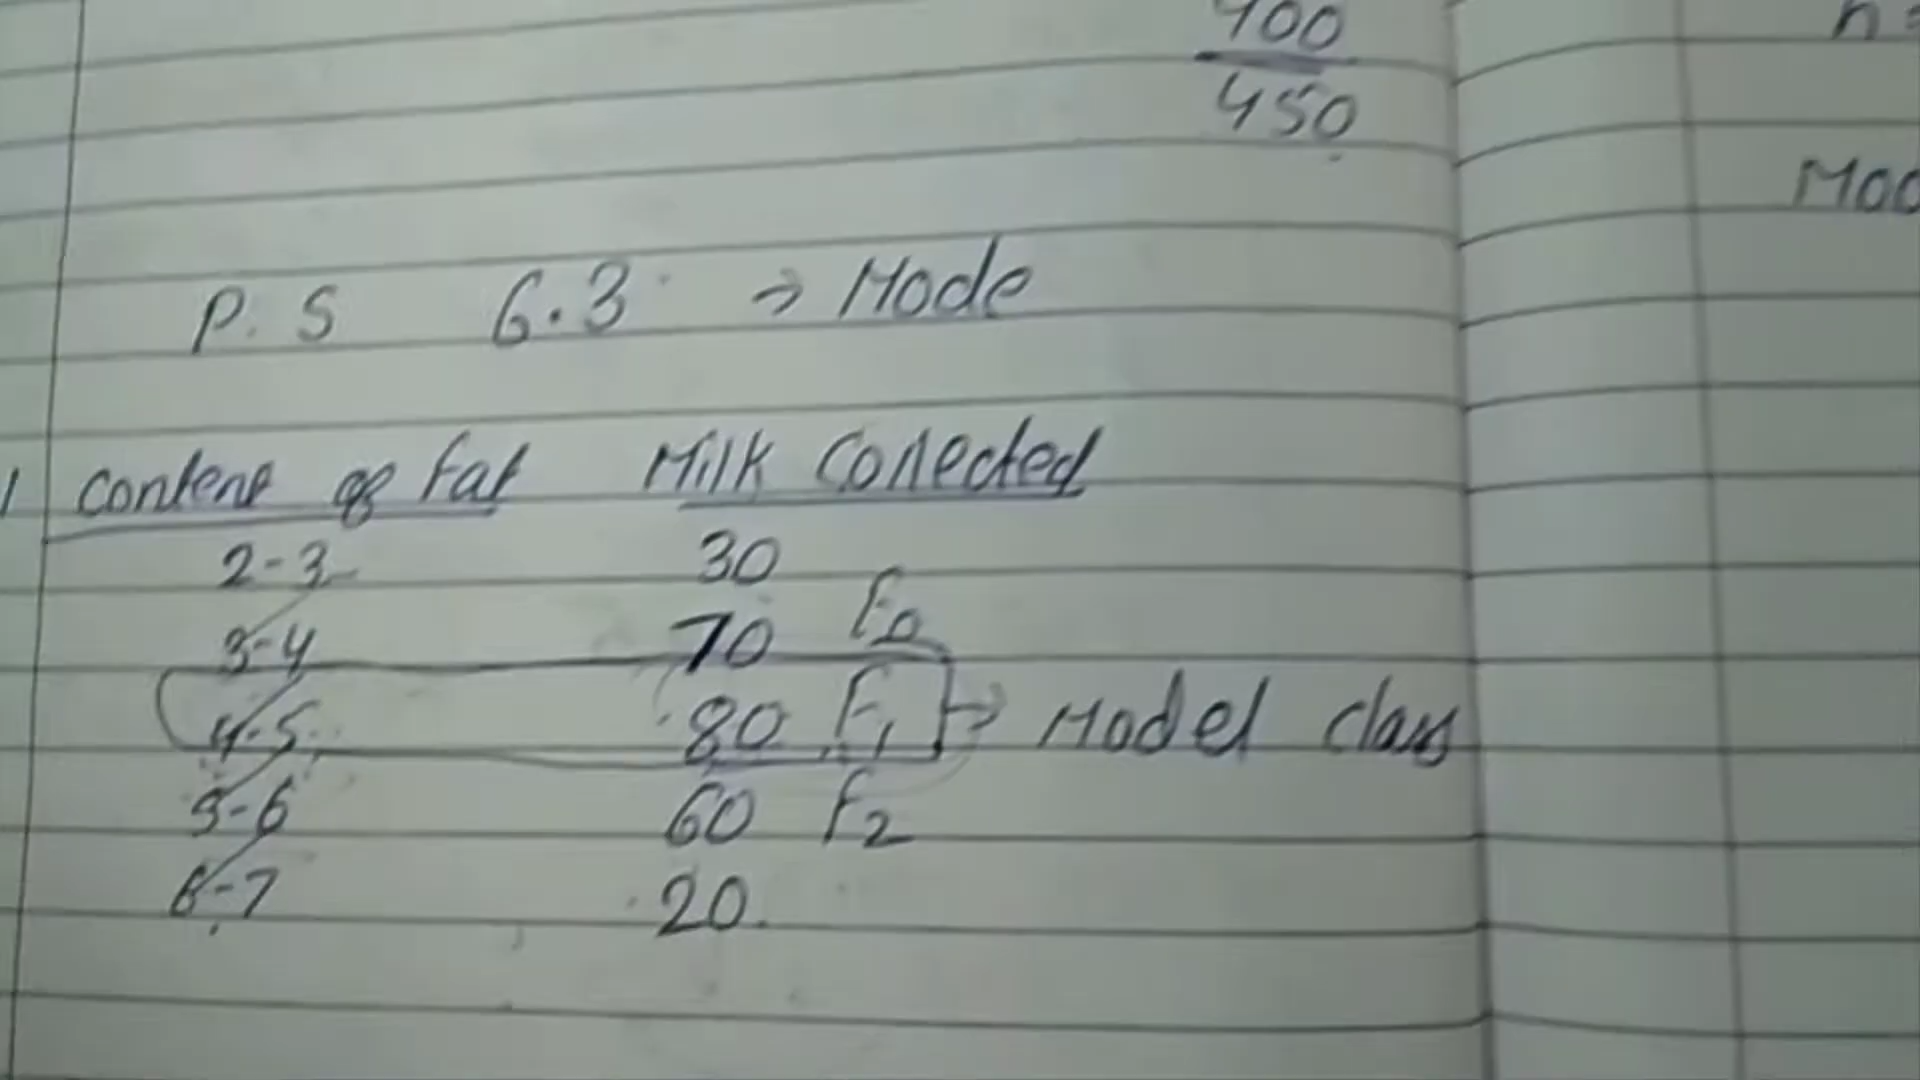 400
450
P. S 6.3 → Mode
1 Content of Fat Milk Collected
2-3 30
3-4 70 F0
4-5 80 F1 → Model class
5-6 60 F2
6-7 20